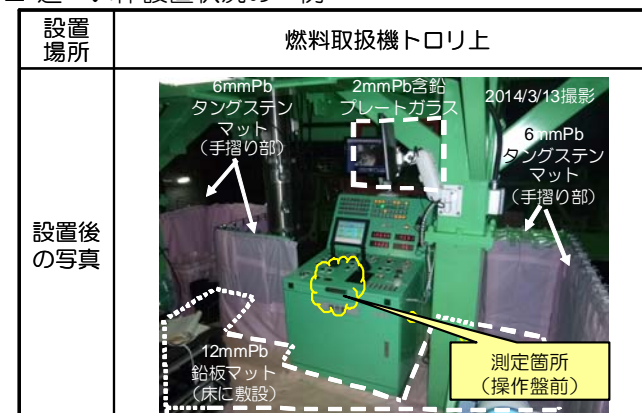 設置
場所
燃料取扱機トロリ上
設置後
の写真
6mmPb
タングステン
マット
（手摺り部）
2mmPb含鉛
プレートガラス
2014/3/13撮影
6mmPb
タングステン
マット
（手摺り部）
12mmPb
鉛板マット
（床に敷設）
測定箇所
（操作盤前）